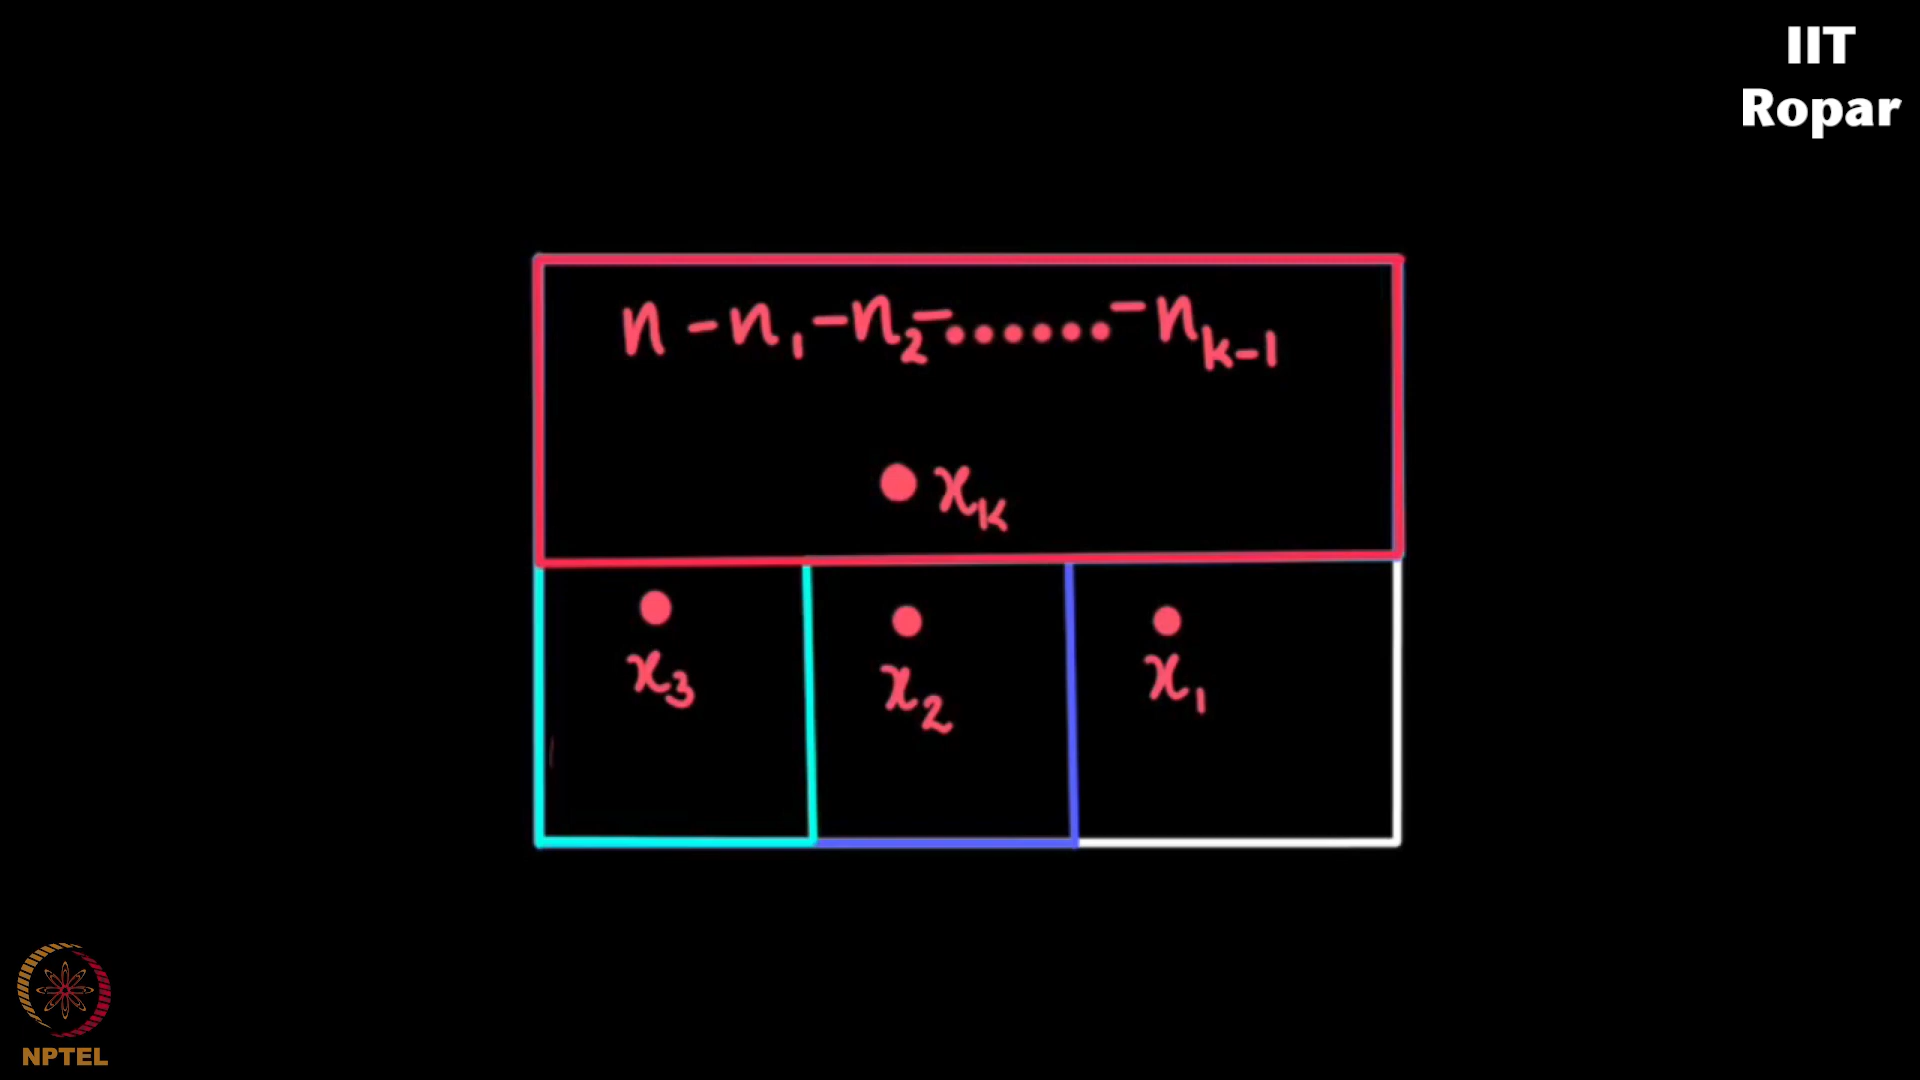 IIT
Ropar
n - n₁ - n₂ - ...... - nₖ₋₁
xₖ
x₃ x₂ x₁
NPTEL